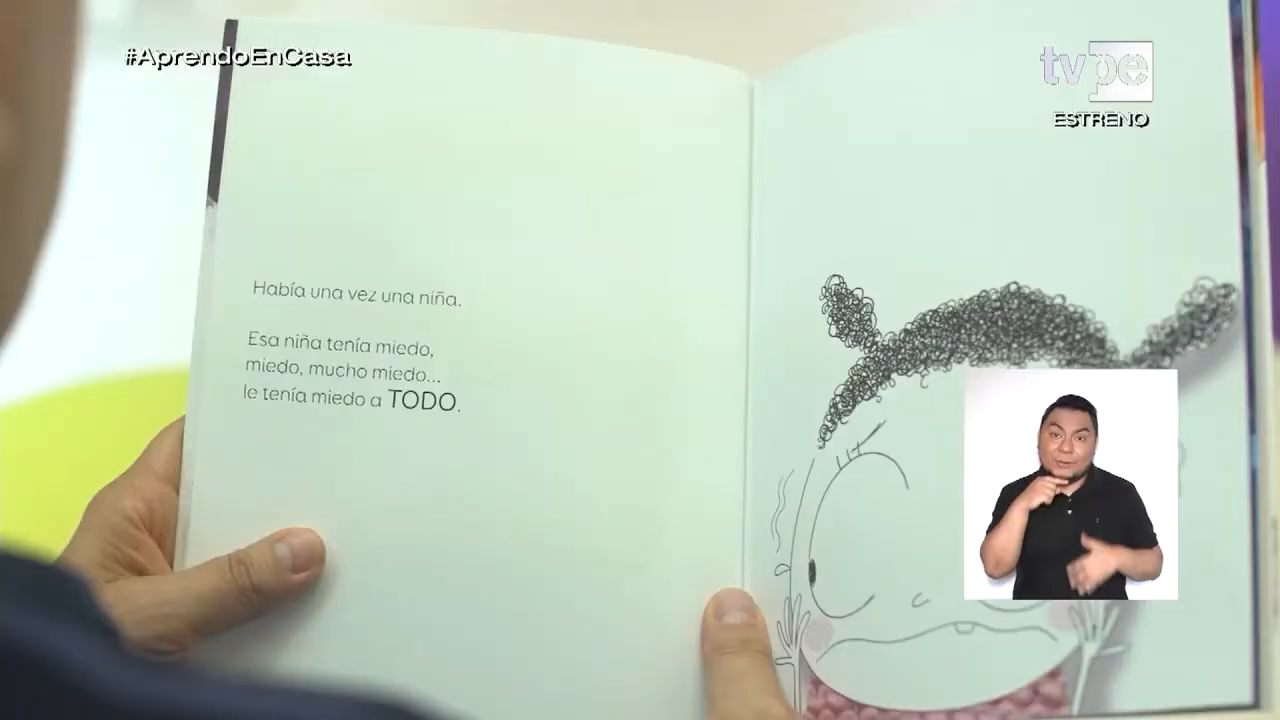 #AprendoEnCasa
tvpe
ESTRENO
Había una vez una niña.
Esa niña tenía miedo,
miedo, mucho miedo...
le tenía miedo a TODO.